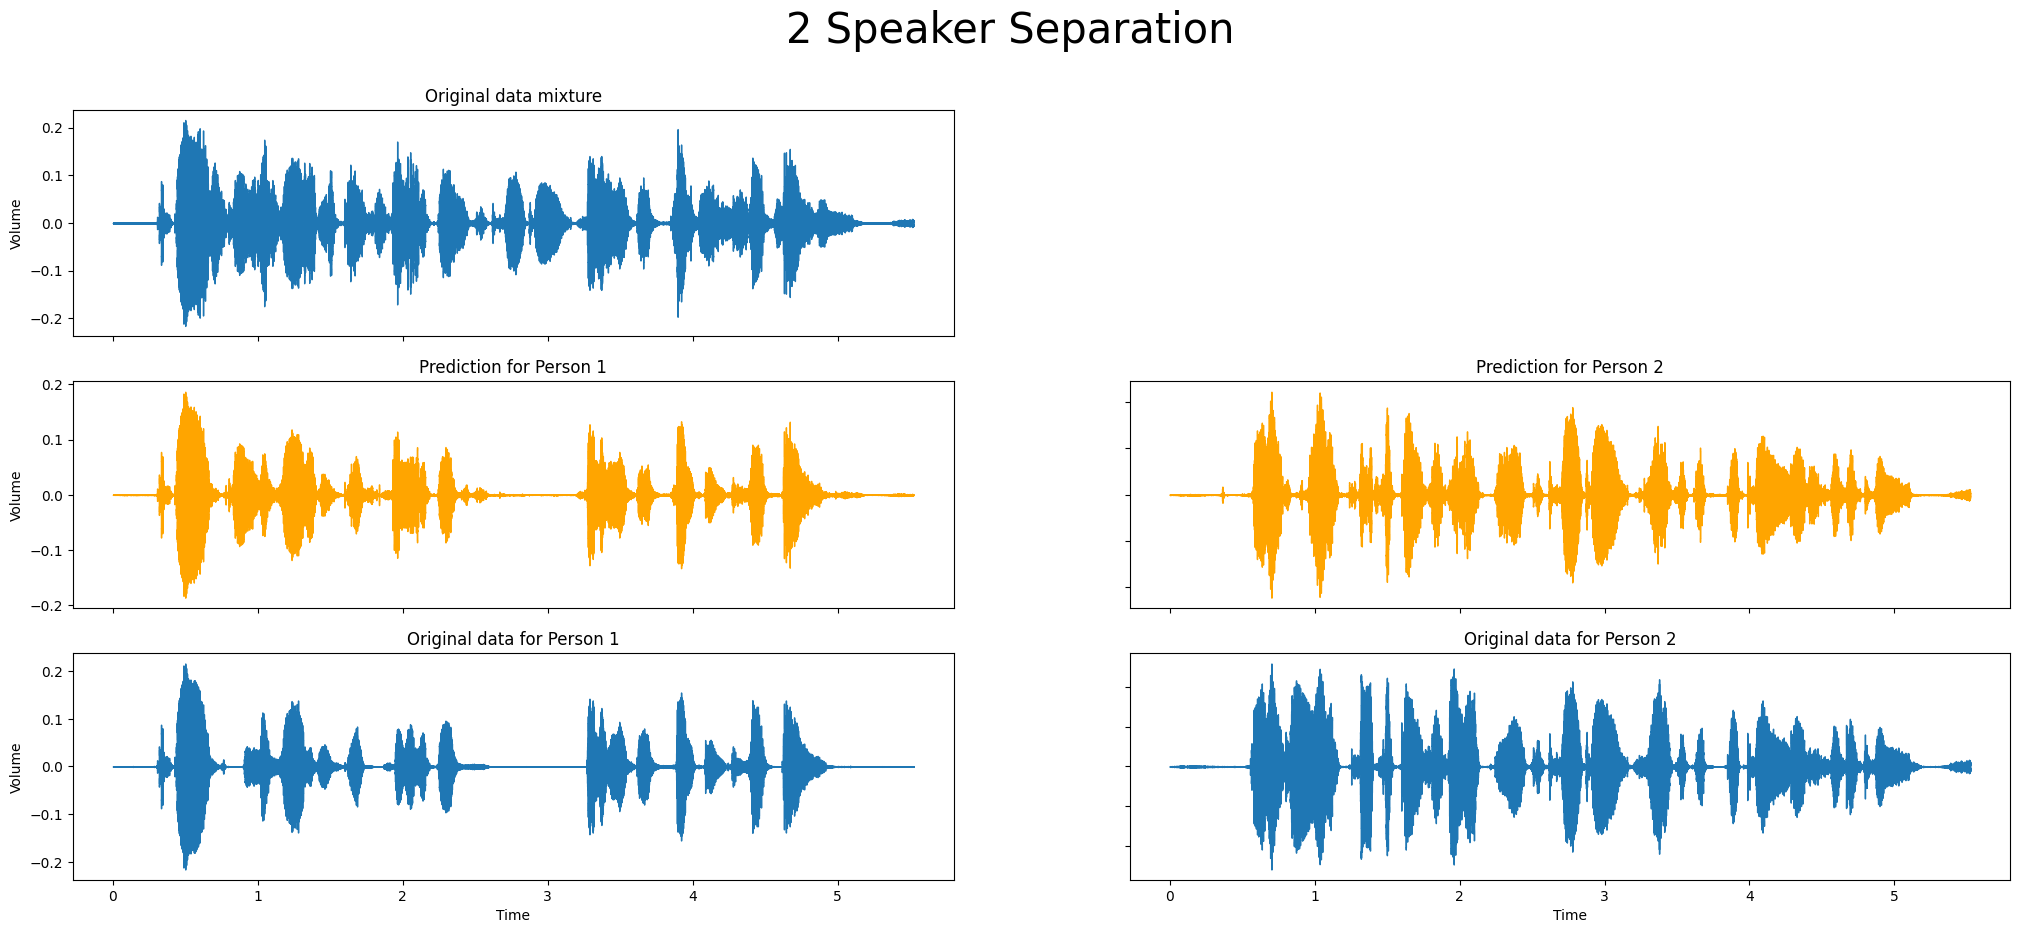 2 Speaker Separation
Original data mixture
Volume
0.2
0.1
0.0
−0.1
−0.2
Prediction for Person 1
Volume
0.2
0.1
0.0
−0.1
−0.2
Prediction for Person 2
Original data for Person 1
Volume
0.2
0.1
0.0
−0.1
−0.2
0 1 2 3 4 5
Time
Original data for Person 2
0 1 2 3 4 5
Time